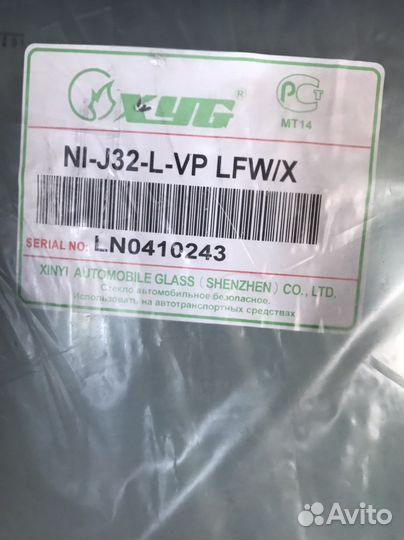 XYG®
PCT
MT14
NI-J32-L-VP LFW/X
SERIAL NO: LN0410243
XINYI AUTOMOBILE GLASS (SHENZHEN) CO., LTD.
Стекло автомобильное безопасное.
Использовать на автотранспортных средствах
Avito